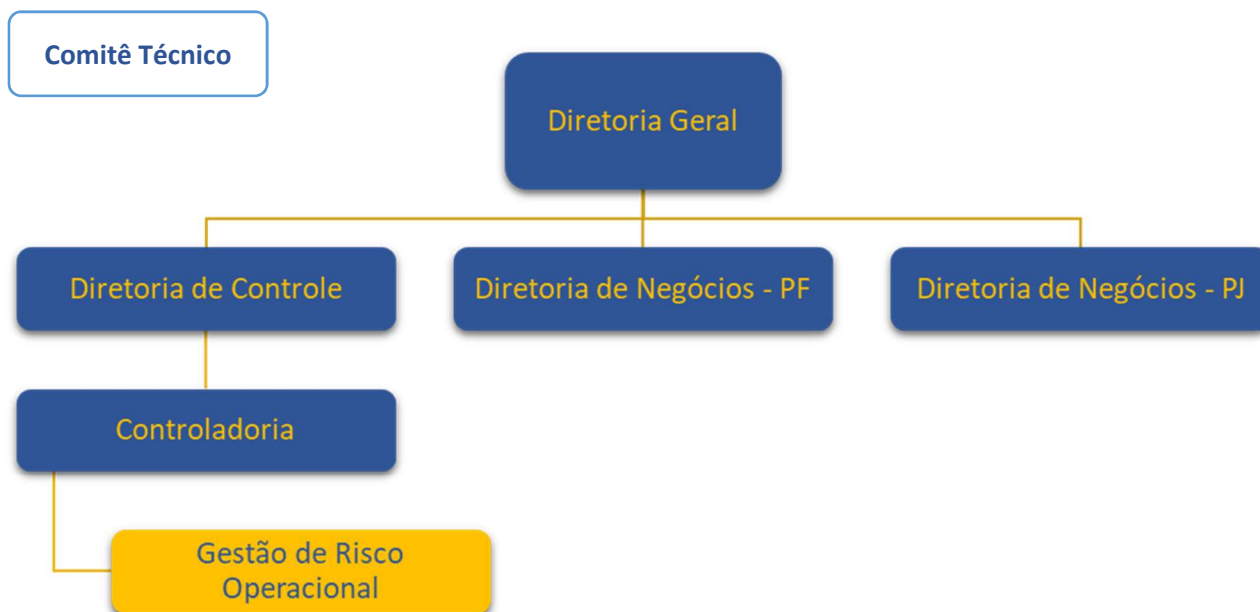 Comitê Técnico
Diretoria Geral
Diretoria de Controle
Diretoria de Negócios - PF
Diretoria de Negócios - PJ
Controladoria
Gestão de Risco
Operacional